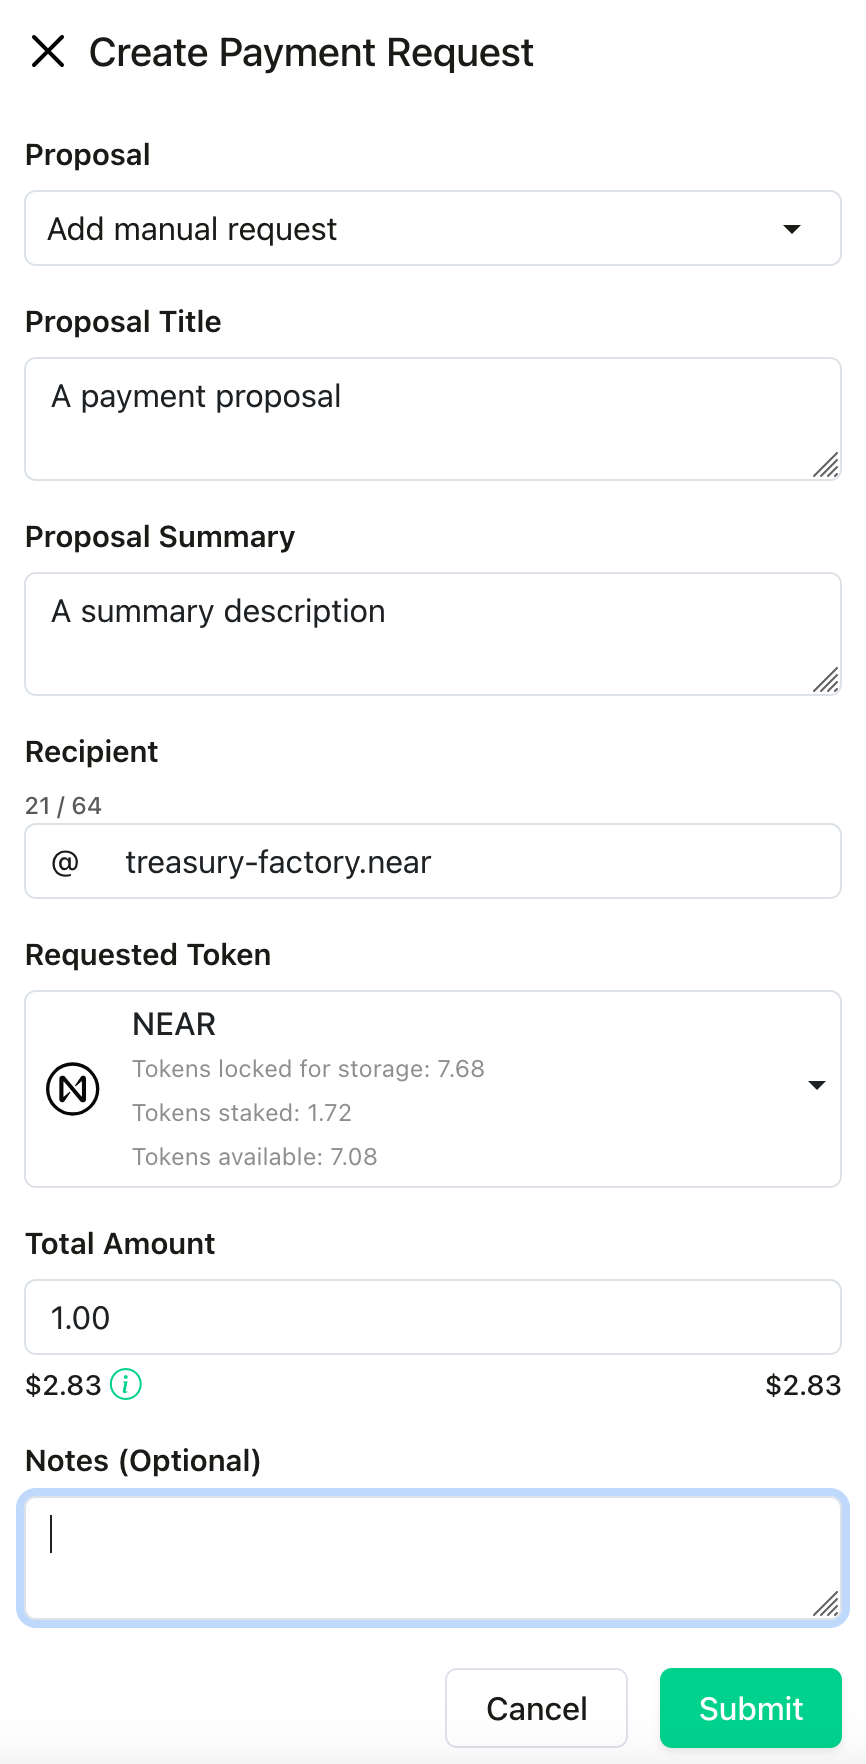 Create Payment Request
Proposal
Add manual request
Proposal Title
A payment proposal
Proposal Summary
A summary description
Recipient
21 / 64
@ treasury-factory.near
Requested Token
NEAR
Tokens locked for storage: 7.68
Tokens staked: 1.72
Tokens available: 7.08
Total Amount
1.00
$2.83 i $2.83
Notes (Optional)
Cancel Submit